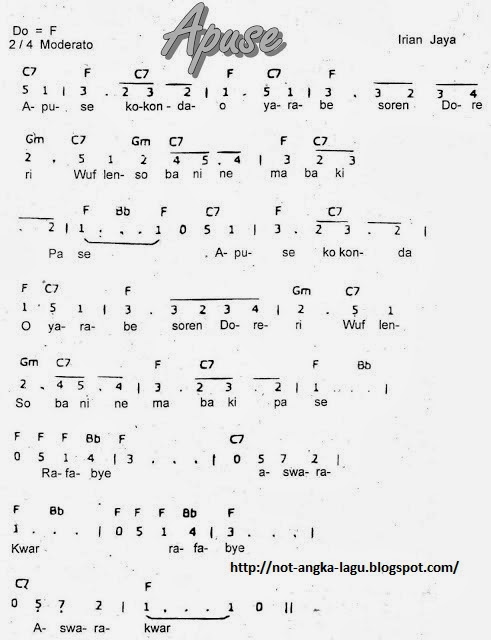 Do = F
Apuse
2 / 4 Moderato
Irian Jaya
C7 F C7 F C7 F
5 1 | 3 . 2 3 2 | 1 . 5 1 | 3 . 3 2 3 4
A- pu- se ko-kon- da- o ya- ra- be soren Do- re
Gm C7 Gm C7 F C7
2 . 5 1 2 4 5 . 4 | 3 2 3
ri Wuf len- so ba ni ne ma ba ki
F Bb F C7 F C7
. 2 | 1 . . . 1 0 5 1 | 3 . 2 3 . 2 |
Pa se . A- pu- se ko kon- da
F C7 F Gm C7
1 5 1 | 3 . 3 2 3 4 | 2 . 5 1
O ya- ra- be soren Do- re- ri Wuf len-
Gm C7 F C7 F Bb
2 . 4 5 . 4 | 3 . 2 3 . 2 | 1 . . .
So ba ni ne ma ba ki pa se
F F F Bb F C7
0 5 1 4 | 3 . . . | 0 5 7 2 |
Ra- fa- bye a- swa- ra-
F Bb F F F Bb F
1 . . . | 0 5 1 4 | 3 . . . |
Kwar ra- fa- bye
http://not-angka-lagu.blogspot.com/
C7 F
0 5 7 2 | 1 . . . 1 0 ||
A- swa- ra- kwar